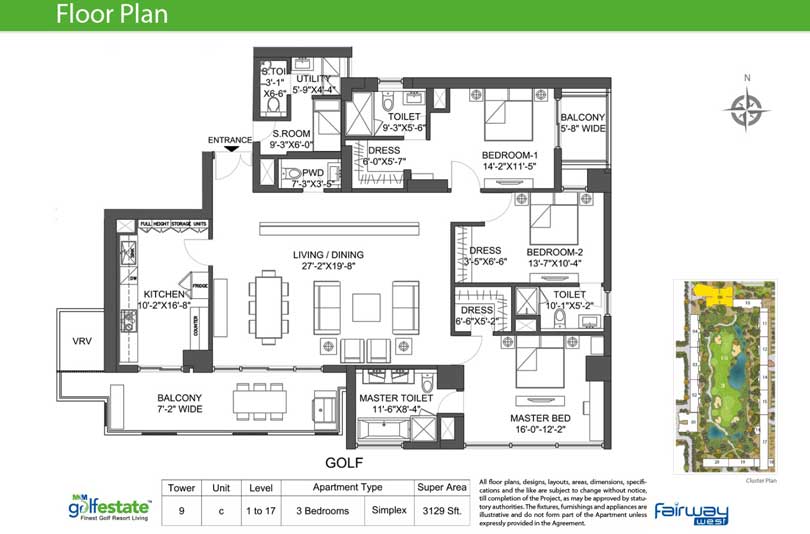 Floor Plan
S.TOI
3'-1"
X6-6"
UTILITY
5'-9"X4'-4"
TOILET
9'-3"X5'-6"
BALCONY
5'-8" WIDE
N
S.ROOM
9'-3"X6'-0"
ENTRANCE
DRESS
6'-0"X5'-7"
BEDROOM-1
14'-2"X11'-5"
PWD
7'-3"X3'-5"
FULL HEIGHT STORAGE UNITS
LIVING / DINING
27'-2"X19'-8"
DRESS
3'-5"X6'-6"
BEDROOM-2
13'-7"X10'-4"
SINK
DW
FRIDGE
KITCHEN
10'-2"X16'-8"
COUNTER
DRESS
6'-6"X5'-2"
TOILET
10'-1"X5'-2"
VRV
BALCONY
7'-2" WIDE
MASTER TOILET
11'-6"X8'-4"
MASTER BED
16'-0-12'-2"
GOLF
Cluster Plan
Tower Unit Level Apartment Type Super Area
9 c 1 to 17 3 Bedrooms Simplex 3129 Sft.
M3M
golfestate™
Finest Golf Resort Living
All floor plans, designs, layouts, areas, dimensions, specifi-
cations and the like are subject to change without notice,
till completion of the Project, as may be approved by statu-
tory authorities. The fixtures, furnishings and appliances are
illustrative and do not form part of the Apartment unless
expressly provided in the Agreement.
Fairway
west